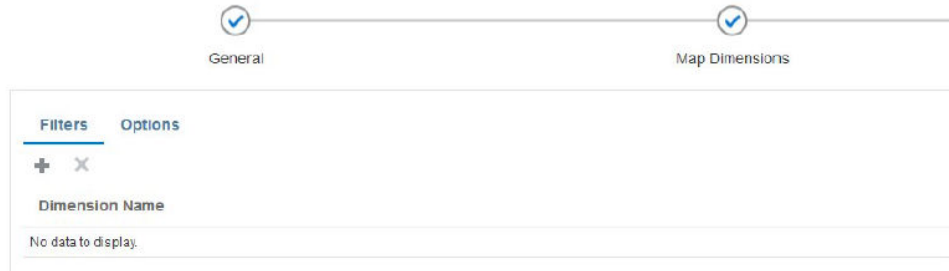 General Map Dimensions
Filters Options
Dimension Name
No data to display.